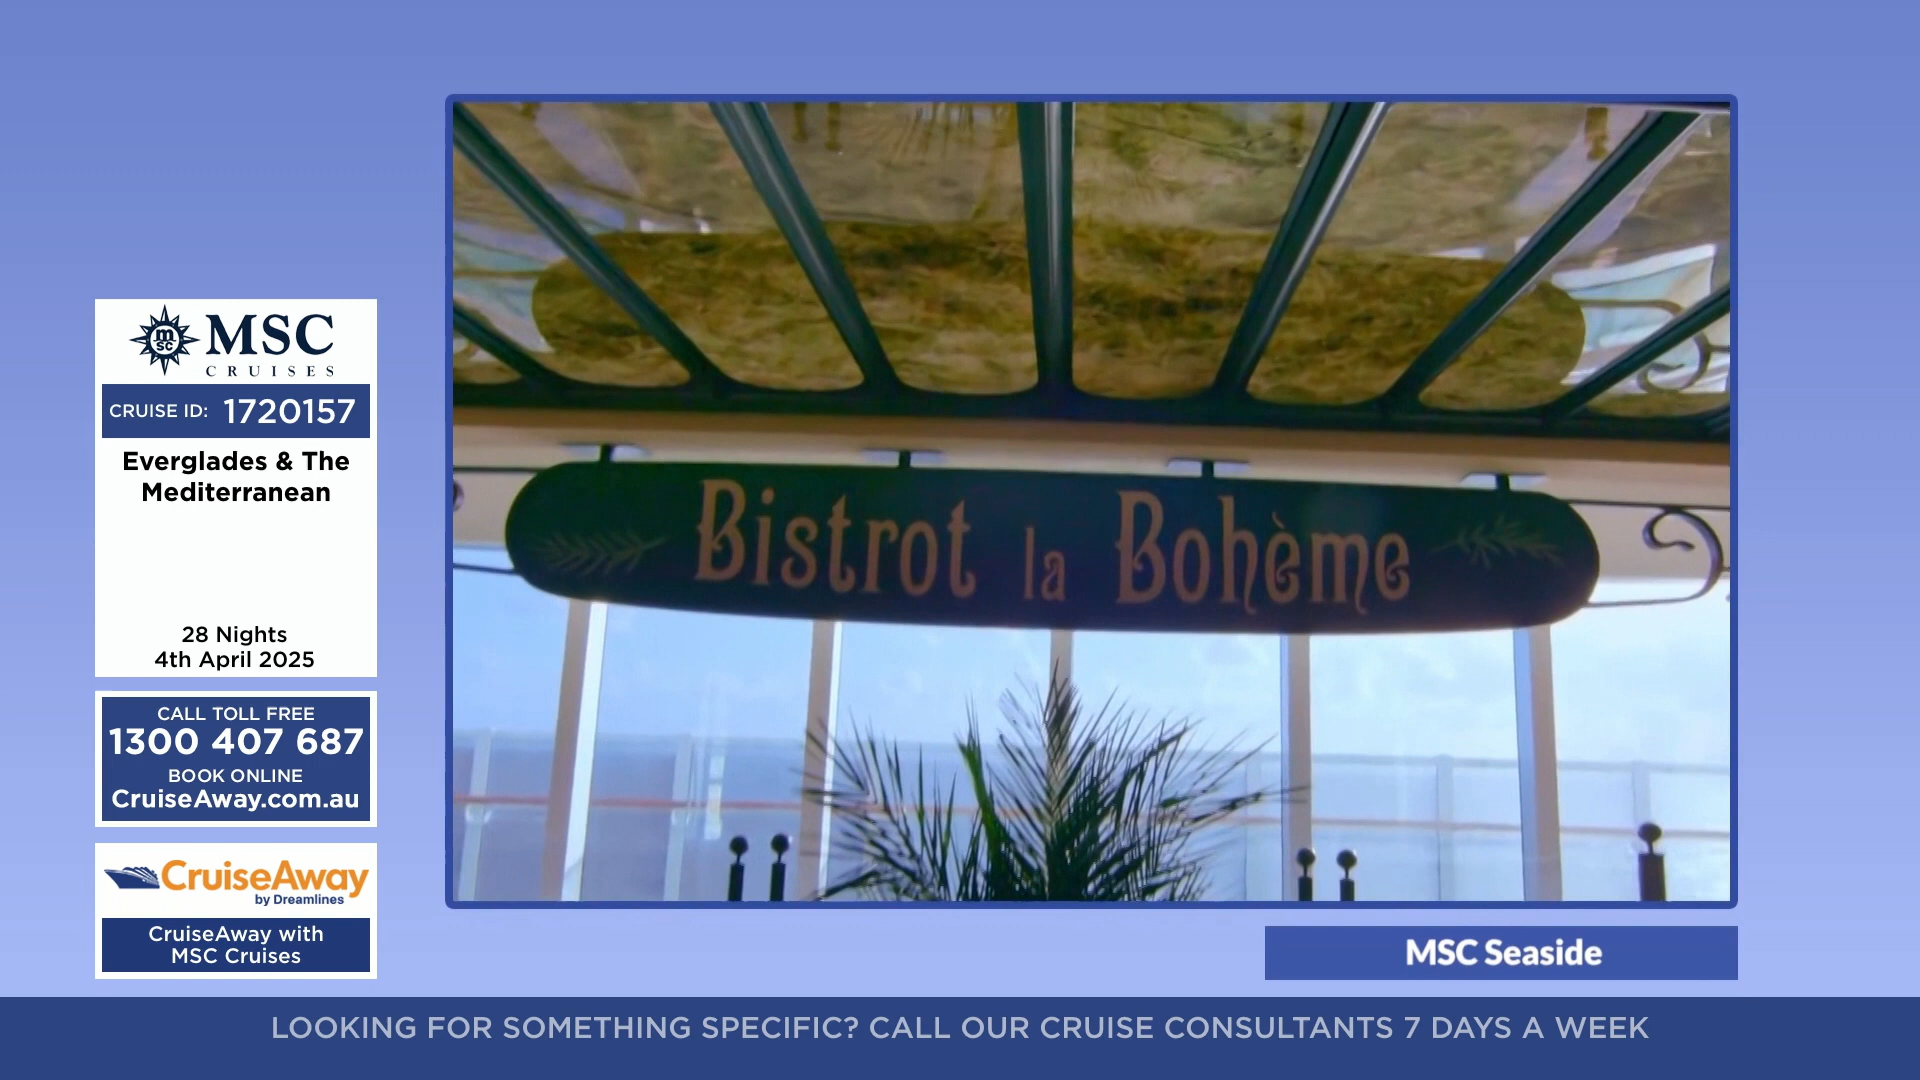 m
sc
MSC
CRUISES
CRUISE ID: 1720157
Everglades & The
Mediterranean
28 Nights
4th April 2025
CALL TOLL FREE
1300 407 687
BOOK ONLINE
CruiseAway.com.au
CruiseAway
by Dreamlines
CruiseAway with
MSC Cruises
Bistrot la Bohème
MSC Seaside
LOOKING FOR SOMETHING SPECIFIC? CALL OUR CRUISE CONSULTANTS 7 DAYS A WEEK